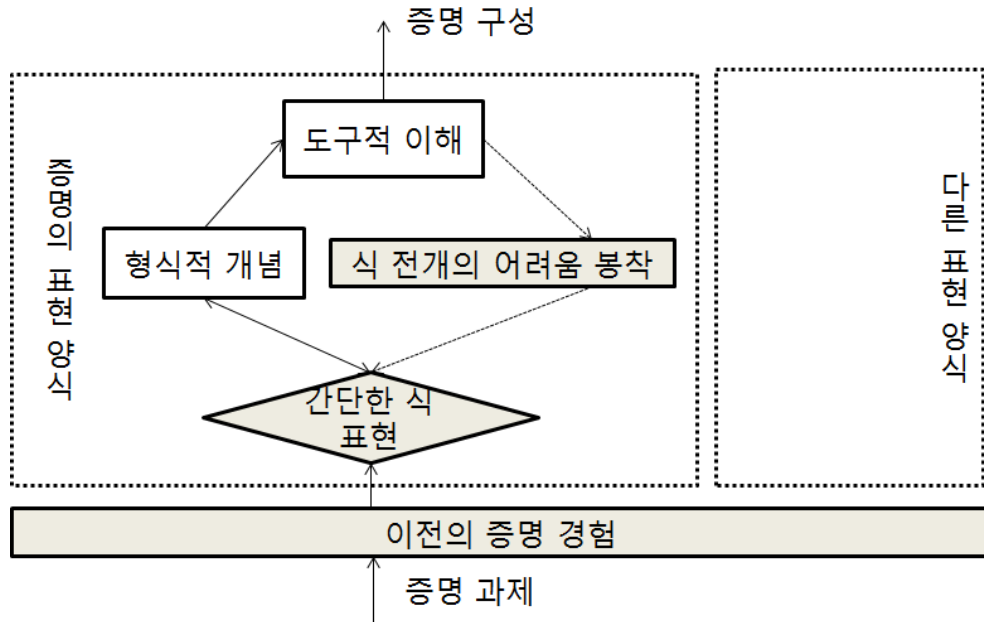 증명 구성
도구적 이해
증명의 표현 양식
다른 표현 양식
형식적 개념
식 전개의 어려움 봉착
간단한 식
표현
이전의 증명 경험
증명 과제